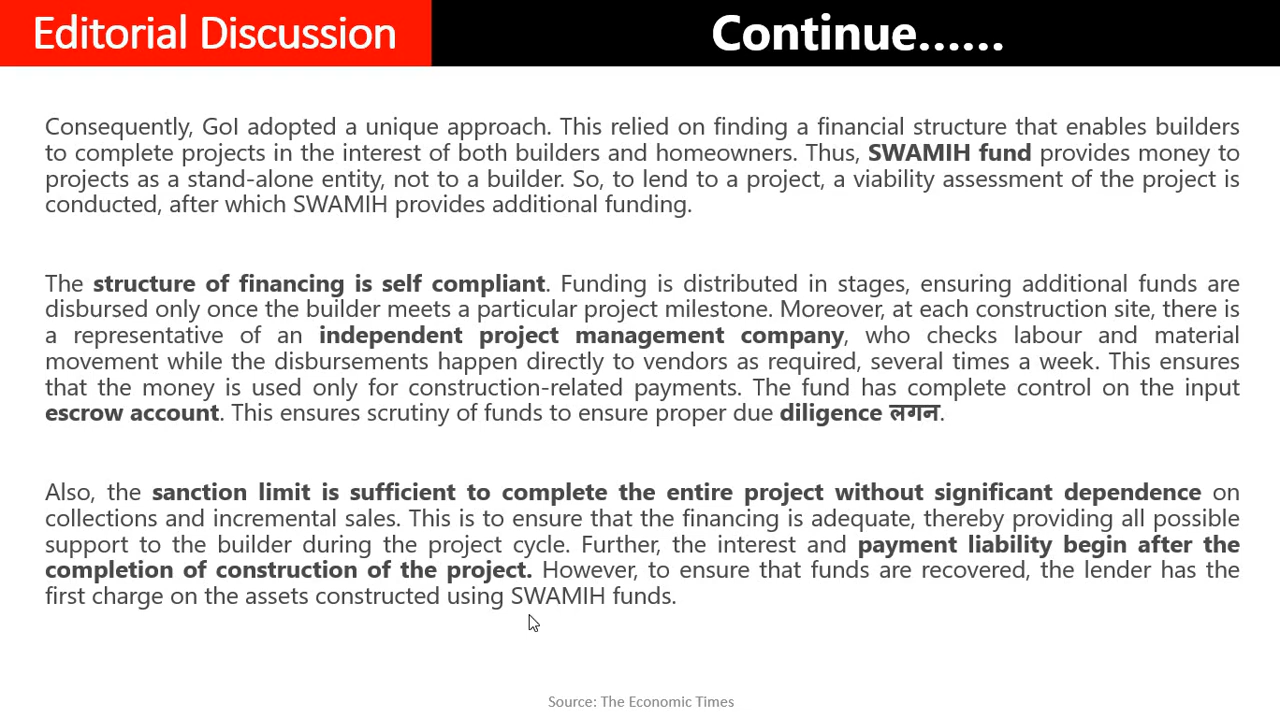 Editorial Discussion
Continue......
Consequently, GoI adopted a unique approach. This relied on finding a financial structure that enables builders
to complete projects in the interest of both builders and homeowners. Thus, SWAMIH fund provides money to
projects as a stand-alone entity, not to a builder. So, to lend to a project, a viability assessment of the project is
conducted, after which SWAMIH provides additional funding.
The structure of financing is self compliant. Funding is distributed in stages, ensuring additional funds are
disbursed only once the builder meets a particular project milestone. Moreover, at each construction site, there is
a representative of an independent project management company, who checks labour and material
movement while the disbursements happen directly to vendors as required, several times a week. This ensures
that the money is used only for construction-related payments. The fund has complete control on the input
escrow account. This ensures scrutiny of funds to ensure proper due diligence लगन.
Also, the sanction limit is sufficient to complete the entire project without significant dependence on
collections and incremental sales. This is to ensure that the financing is adequate, thereby providing all possible
support to the builder during the project cycle. Further, the interest and payment liability begin after the
completion of construction of the project. However, to ensure that funds are recovered, the lender has the
first charge on the assets constructed using SWAMIH funds.
Source: The Economic Times